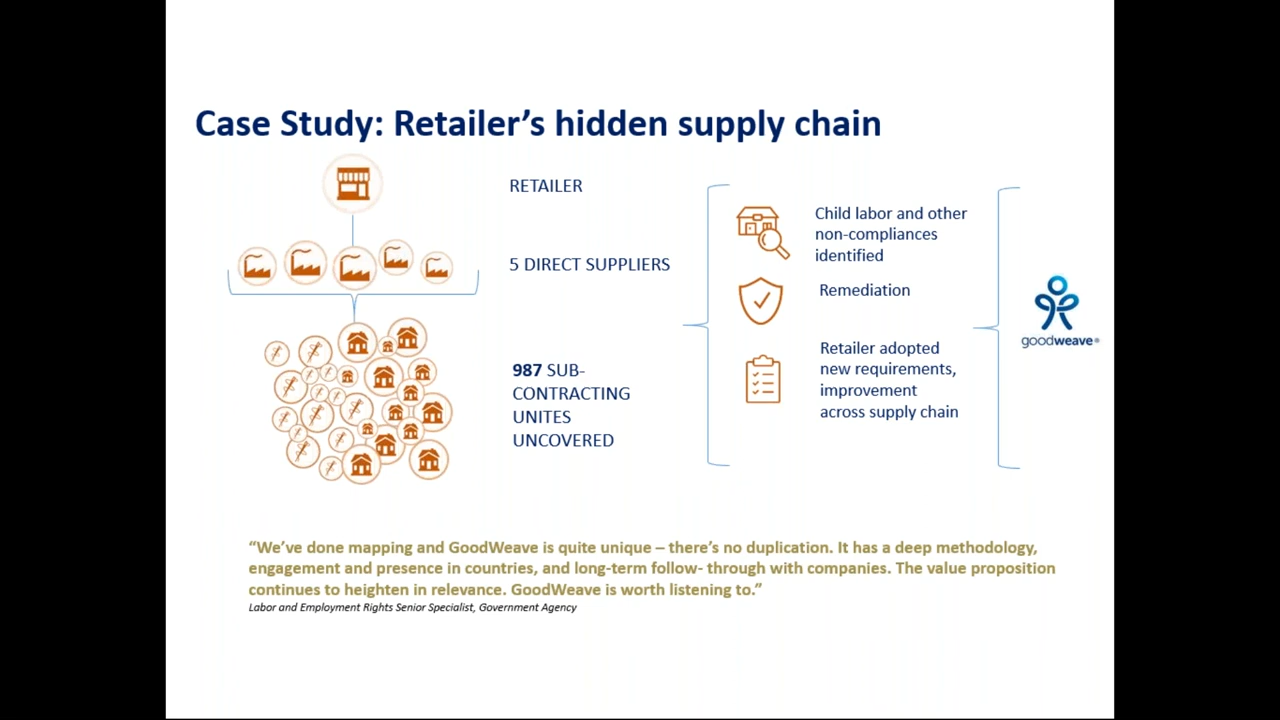 Case Study: Retailer’s hidden supply chain
RETAILER
5 DIRECT SUPPLIERS
987 SUB-
CONTRACTING
UNITES
UNCOVERED
Child labor and other
non-compliances
identified
Remediation
Retailer adopted
new requirements,
improvement
across supply chain
goodweave®
“We’ve done mapping and GoodWeave is quite unique – there’s no duplication. It has a deep methodology,
engagement and presence in countries, and long-term follow- through with companies. The value proposition
continues to heighten in relevance. GoodWeave is worth listening to.”
Labor and Employment Rights Senior Specialist, Government Agency